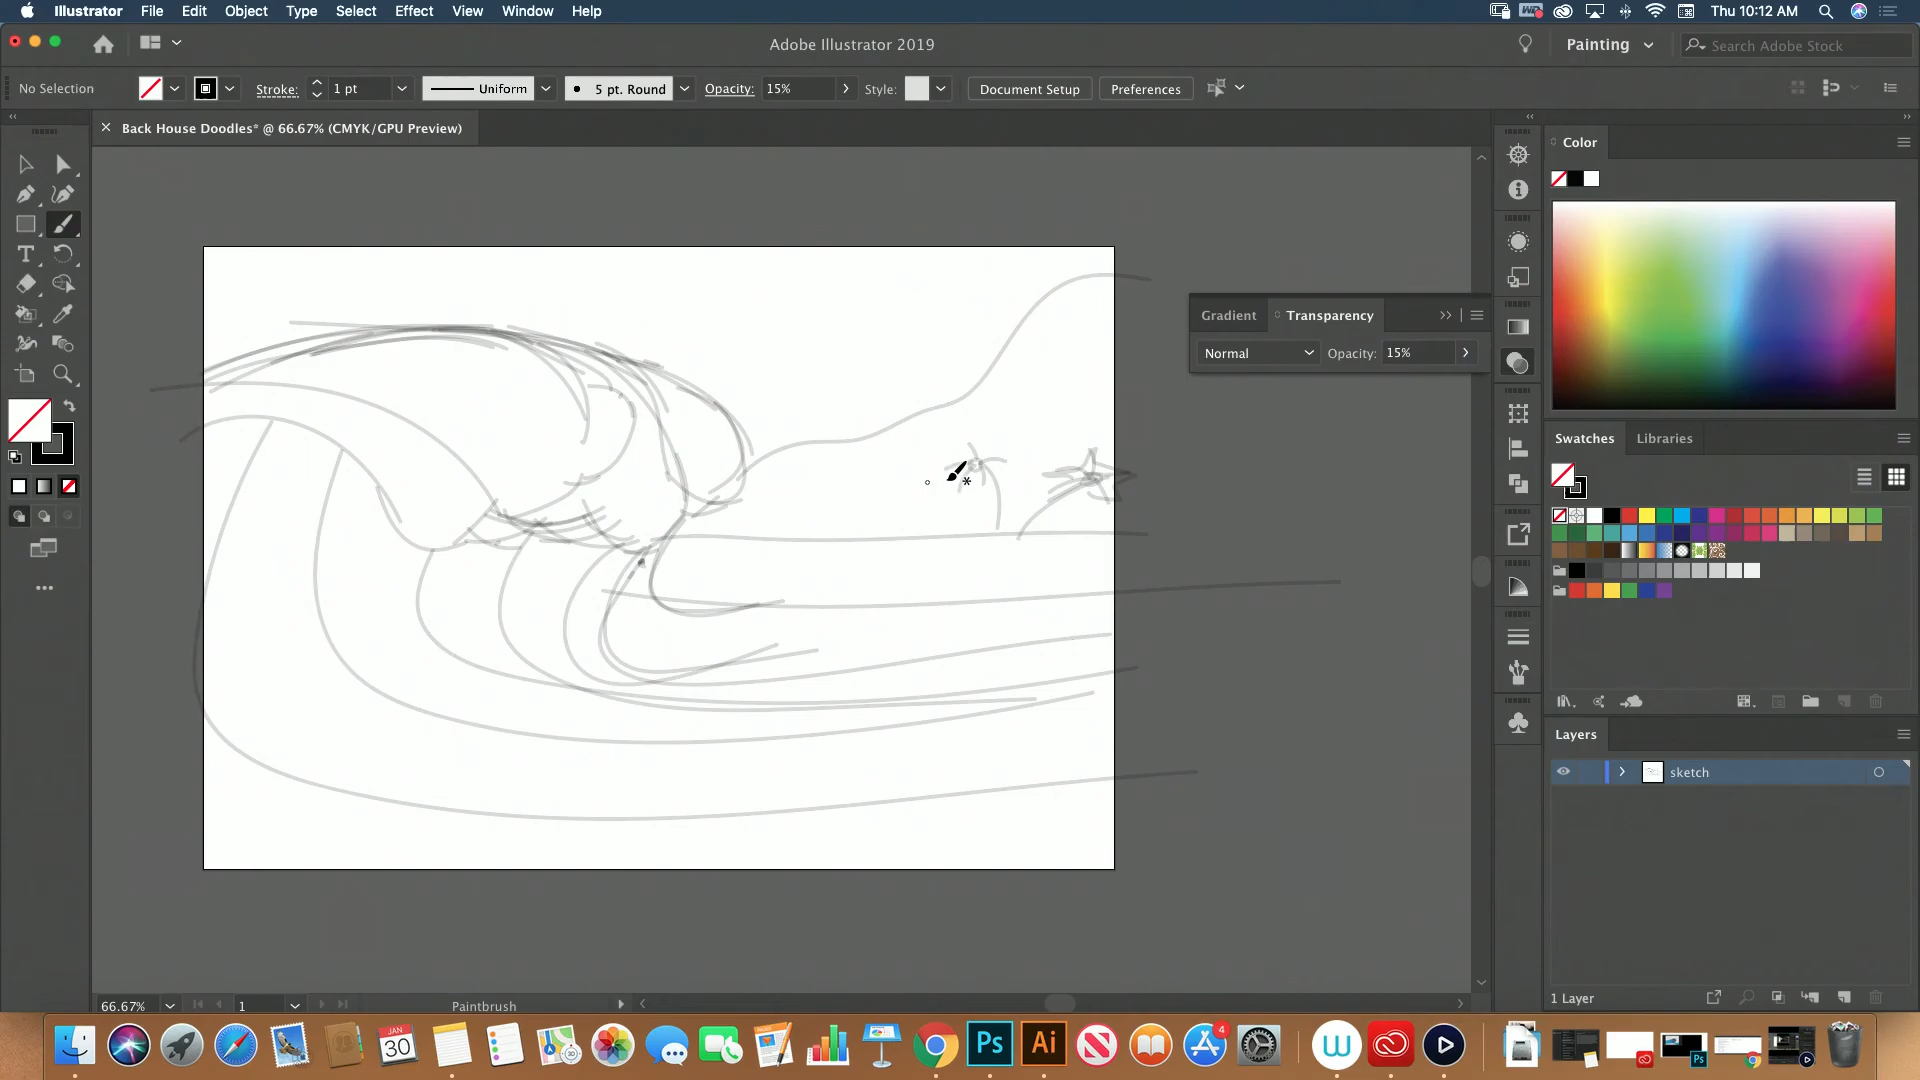 Illustrator File Edit Object Type Select Effect View Window Help
Thu 10:12 AM
Adobe Illustrator 2019
Painting
Search Adobe Stock
No Selection
Stroke:
1 pt
Uniform
5 pt. Round
Opacity:
15%
Style:
Document Setup
Preferences
Back House Doodles* @ 66.67% (CMYK/GPU Preview)
Color
Gradient
Transparency
Normal
Opacity:
15%
Swatches
Libraries
Layers
sketch
1 Layer
66.67%
1
Paintbrush
JAN
30
4
Ps
Ai
Ps